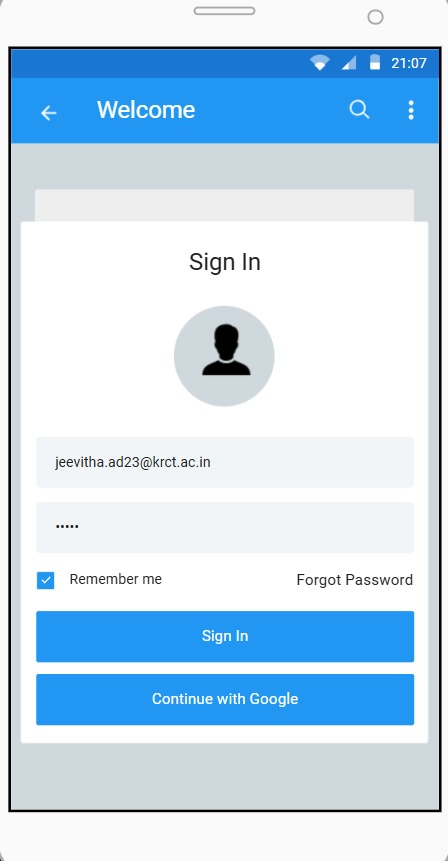 21:07
Welcome
Sign In
jeevitha.ad23@krct.ac.in
•••••
Remember me
Forgot Password
Sign In
Continue with Google